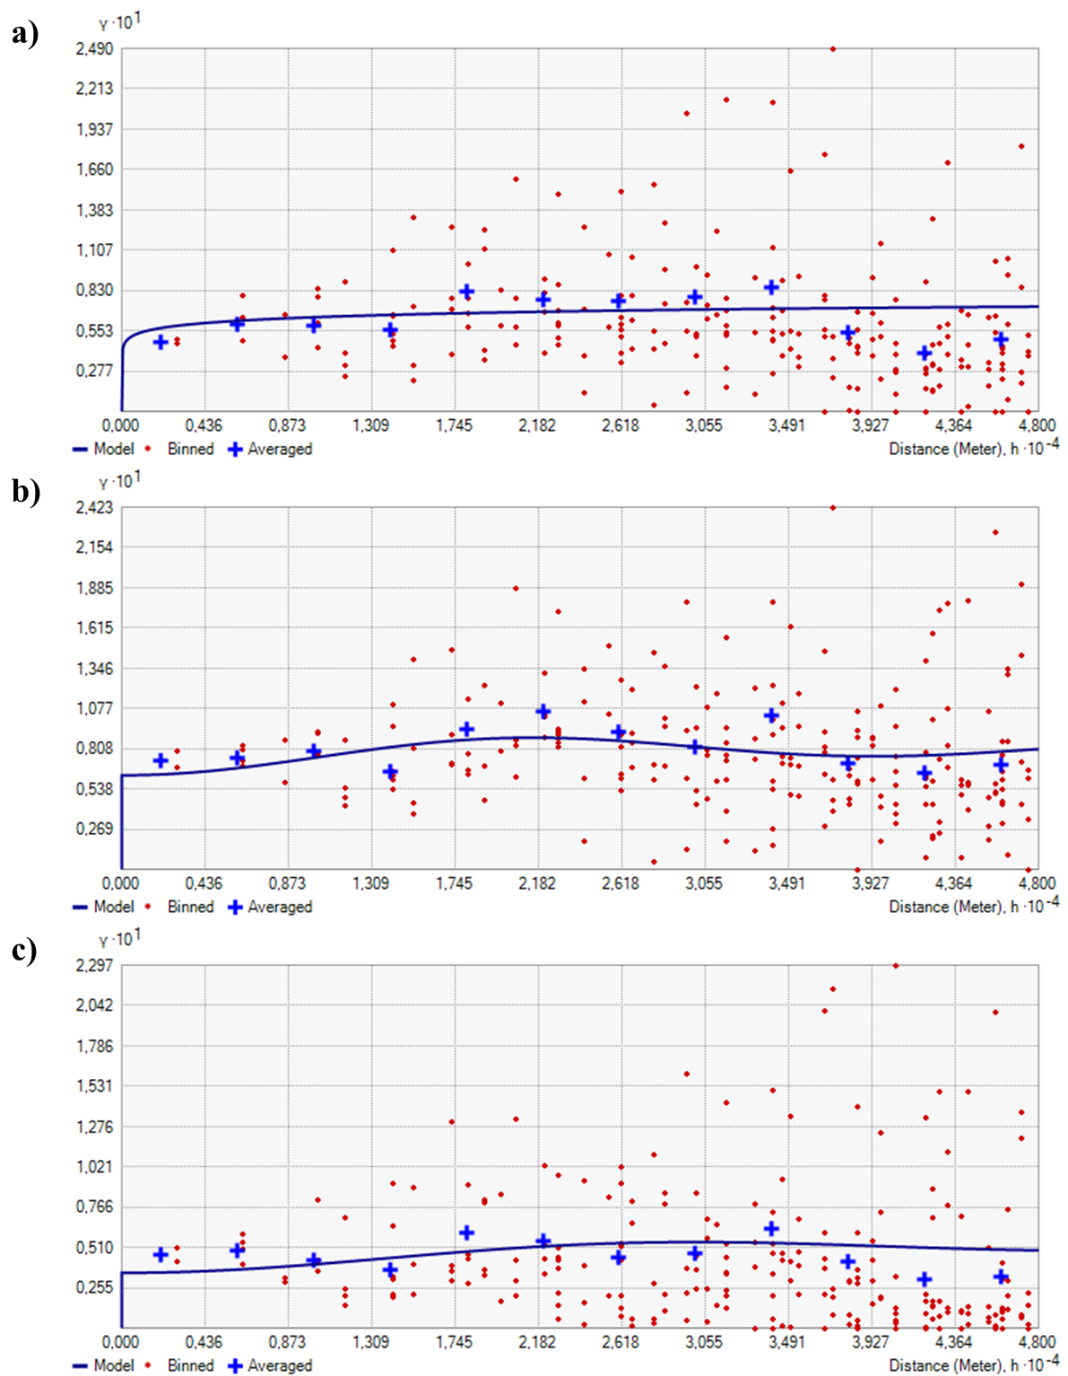 a)
γ ·10¹
2,490
2,213
1,937
1,660
1,383
1,107
0,830
0,553
0,277
0,000 0,436 0,873 1,309 1,745 2,182 2,618 3,055 3,491 3,927 4,364 4,800
Model Binned Averaged Distance (Meter), h ·10⁻⁴
b)
γ ·10¹
2,423
2,154
1,885
1,615
1,346
1,077
0,808
0,538
0,269
0,000 0,436 0,873 1,309 1,745 2,182 2,618 3,055 3,491 3,927 4,364 4,800
Model Binned Averaged Distance (Meter), h ·10⁻⁴
c)
γ ·10¹
2,297
2,042
1,786
1,531
1,276
1,021
0,766
0,510
0,255
0,000 0,436 0,873 1,309 1,745 2,182 2,618 3,055 3,491 3,927 4,364 4,800
Model Binned Averaged Distance (Meter), h ·10⁻⁴